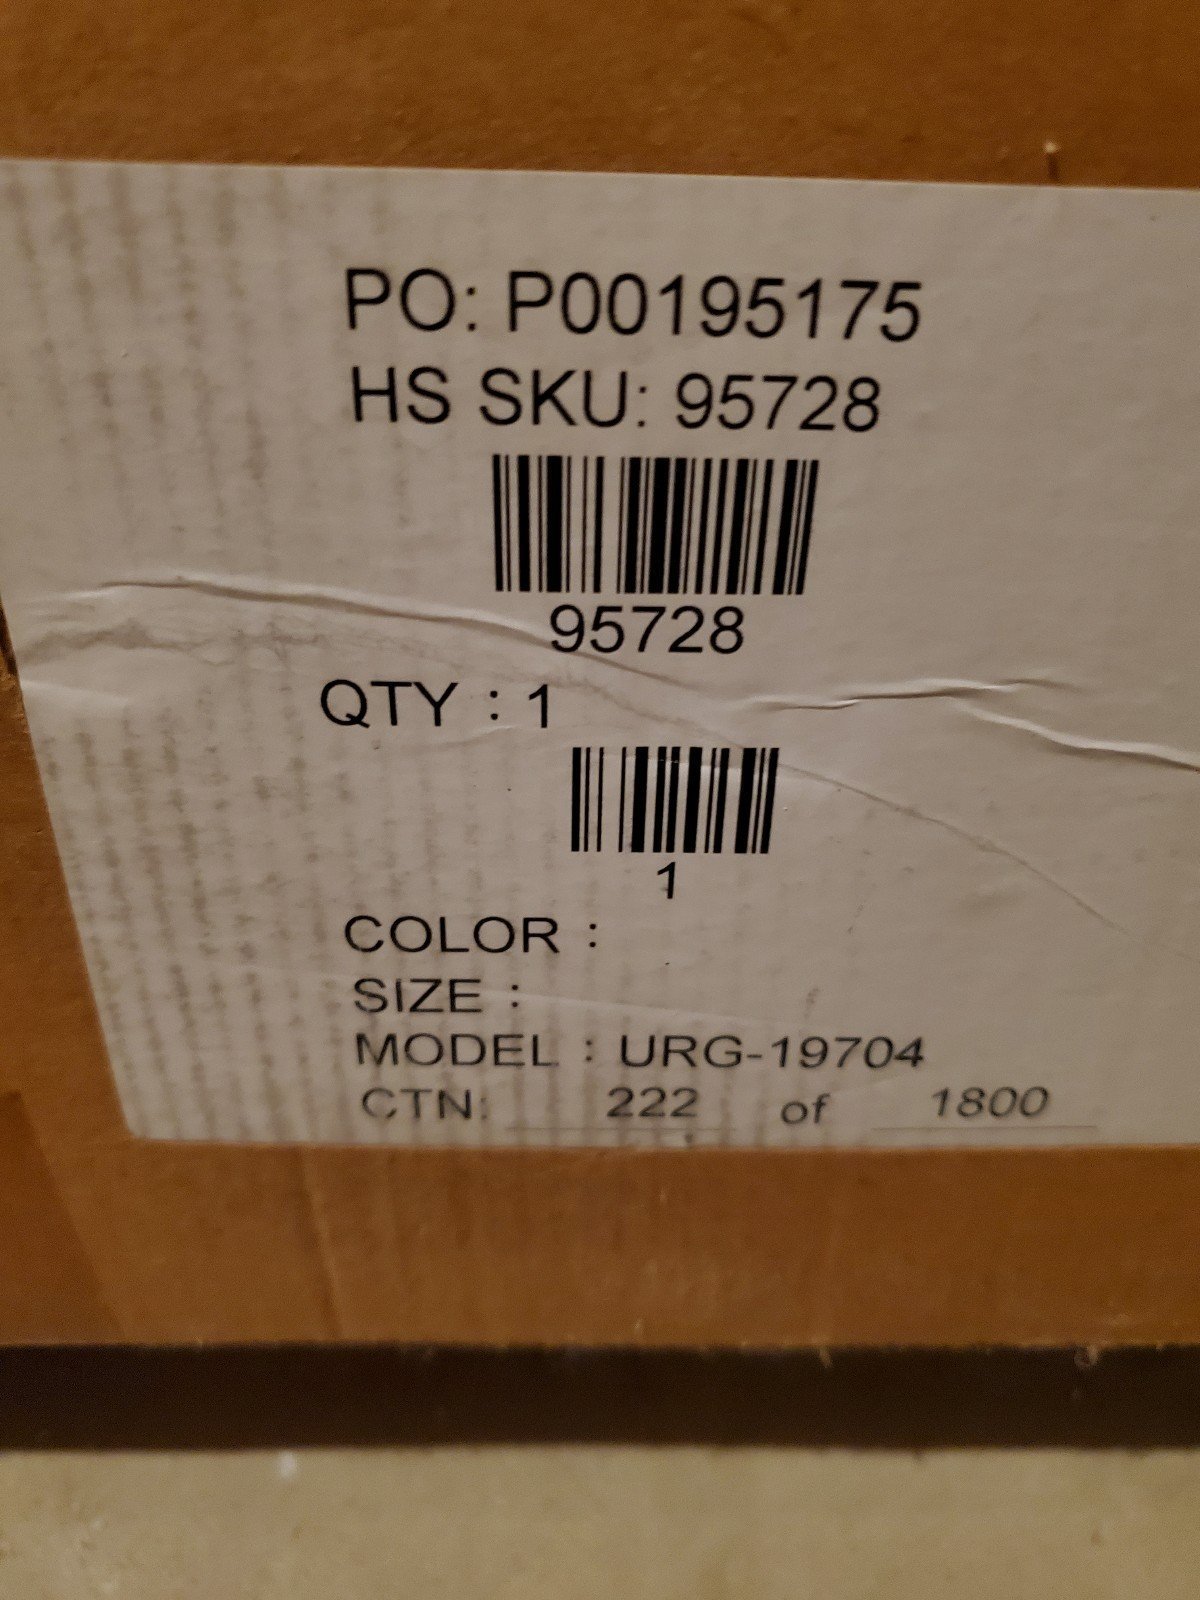 PO: P00195175
HS SKU: 95728
95728
QTY : 1
1
COLOR :
SIZE :
MODEL : URG-19704
CTN: 222 of 1800